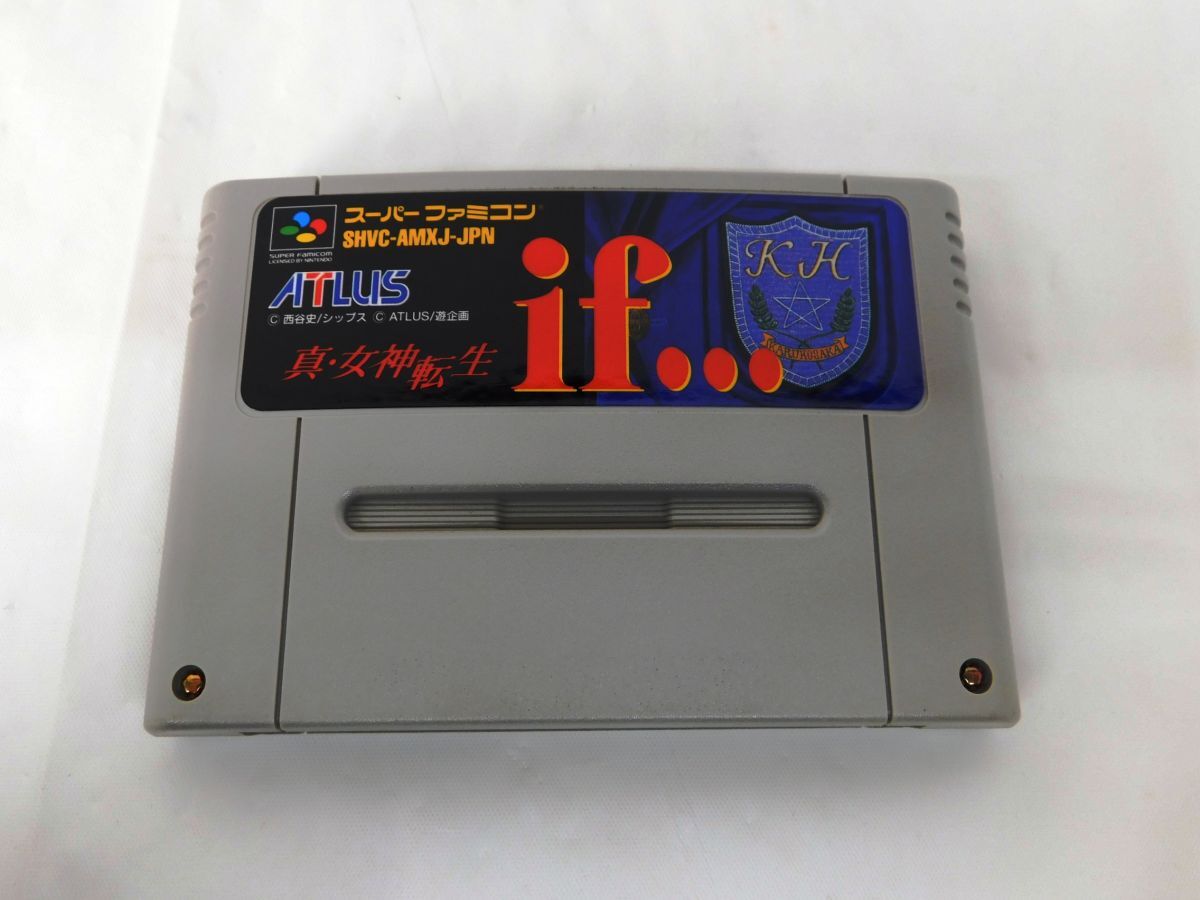 スーパーファミコン
SHVC-AMXJ-JPN
SUPER FAMICOM
LICENSED BY NINTENDO
ATLUS
© 西谷史/シップス © ATLUS/遊企画
真・女神転生
if...
KH
KARUKOZAKA